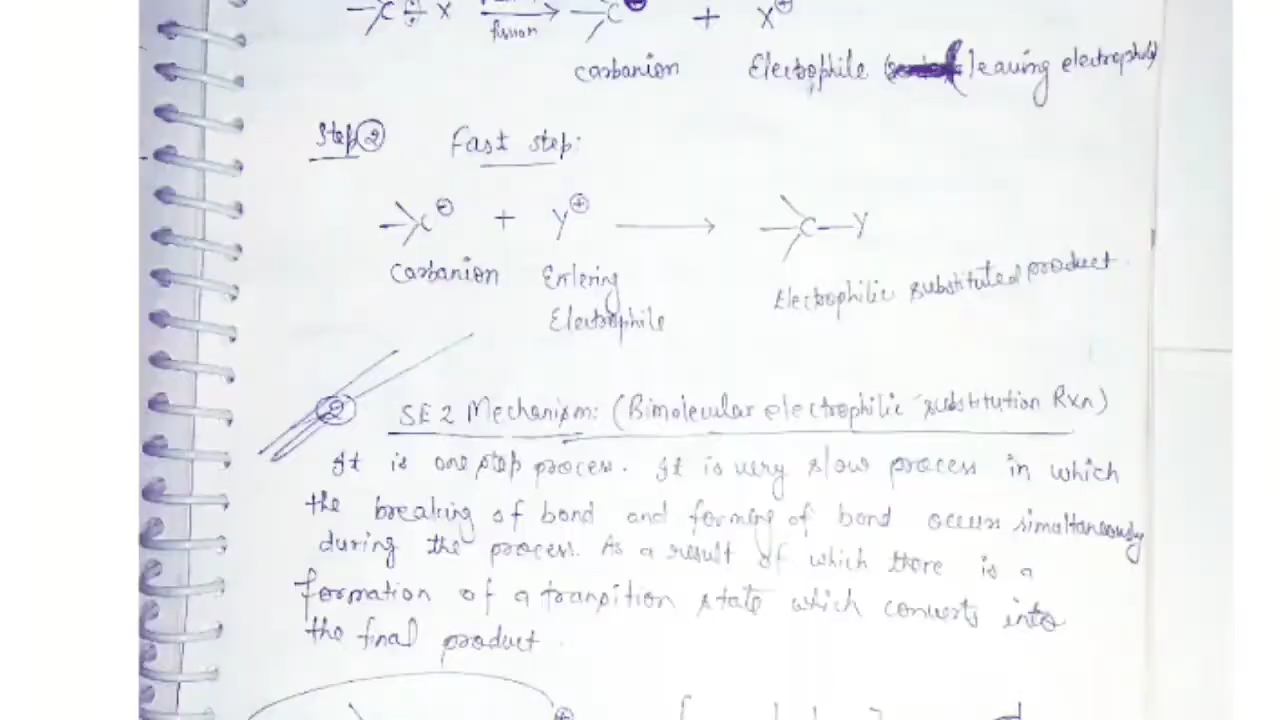 C ÷ X → fission C⊖ + X⊕
carbanion Electrophile (leaving electrophile)
Step ② Fast step:
C⊖ + Y⊕ → C—Y
Carbanion Entering Electrophile Electrophilic substituted product.
② SE2 Mechanism: (Bimolecular electrophilic substitution Rxn)
It is one step process. It is very slow process in which
the breaking of bond and forming of bond occurs simultaneously
during the process. As a result of which there is a
formation of a transition state which converts into
the final product.
⊕